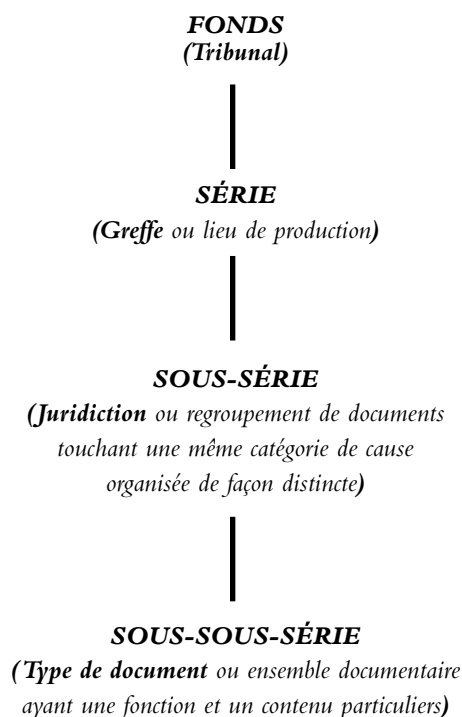 FONDS
(Tribunal)
SÉRIE
(Greffe ou lieu de production)
SOUS-SÉRIE
(Juridiction ou regroupement de documents
touchant une même catégorie de cause
organisée de façon distincte)
SOUS-SOUS-SÉRIE
(Type de document ou ensemble documentaire
ayant une fonction et un contenu particuliers)